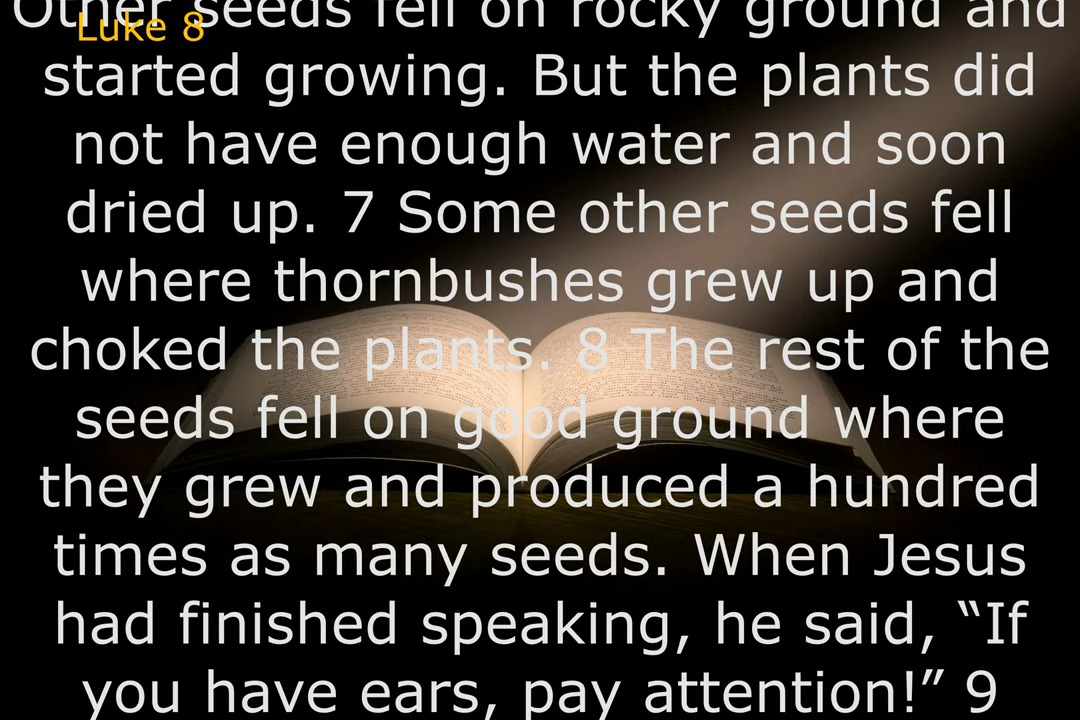 Other seeds fell on rocky ground and
Luke 8
started growing. But the plants did
not have enough water and soon
dried up. 7 Some other seeds fell
where thornbushes grew up and
choked the plants. 8 The rest of the
seeds fell on good ground where
they grew and produced a hundred
times as many seeds. When Jesus
had finished speaking, he said, “If
you have ears, pay attention!” 9